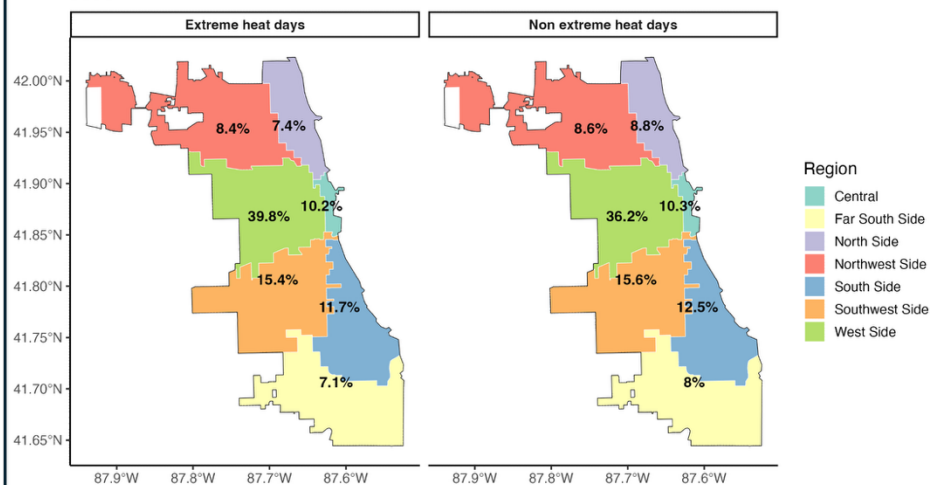 Extreme heat days
Non extreme heat days
42.00°N
41.95°N
41.90°N
41.85°N
41.80°N
41.75°N
41.70°N
41.65°N
8.4%
7.4%
39.8%
10.2%
15.4%
11.7%
7.1%
8.6%
8.8%
36.2%
10.3%
15.6%
12.5%
8%
87.9°W 87.8°W 87.7°W 87.6°W
87.9°W 87.8°W 87.7°W 87.6°W
Region
Central
Far South Side
North Side
Northwest Side
South Side
Southwest Side
West Side